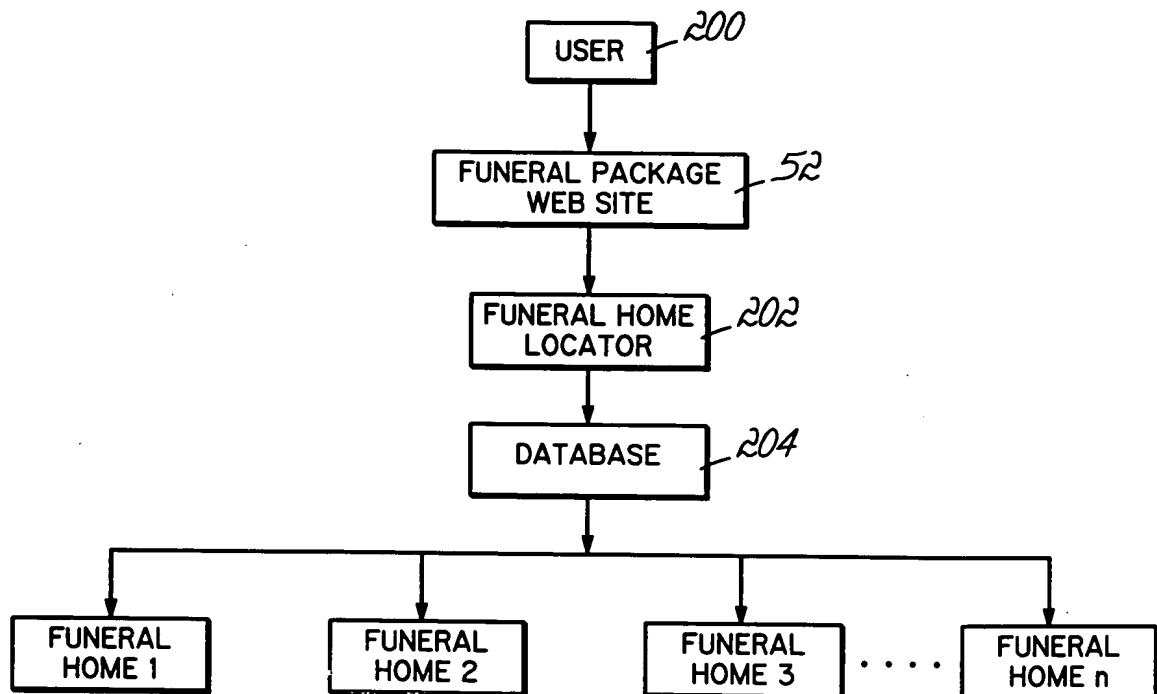 USER 200
FUNERAL PACKAGE
WEB SITE 52
FUNERAL HOME
LOCATOR 202
DATABASE 204
FUNERAL
HOME 1
FUNERAL
HOME 2
FUNERAL
HOME 3
. . . . .
FUNERAL
HOME n